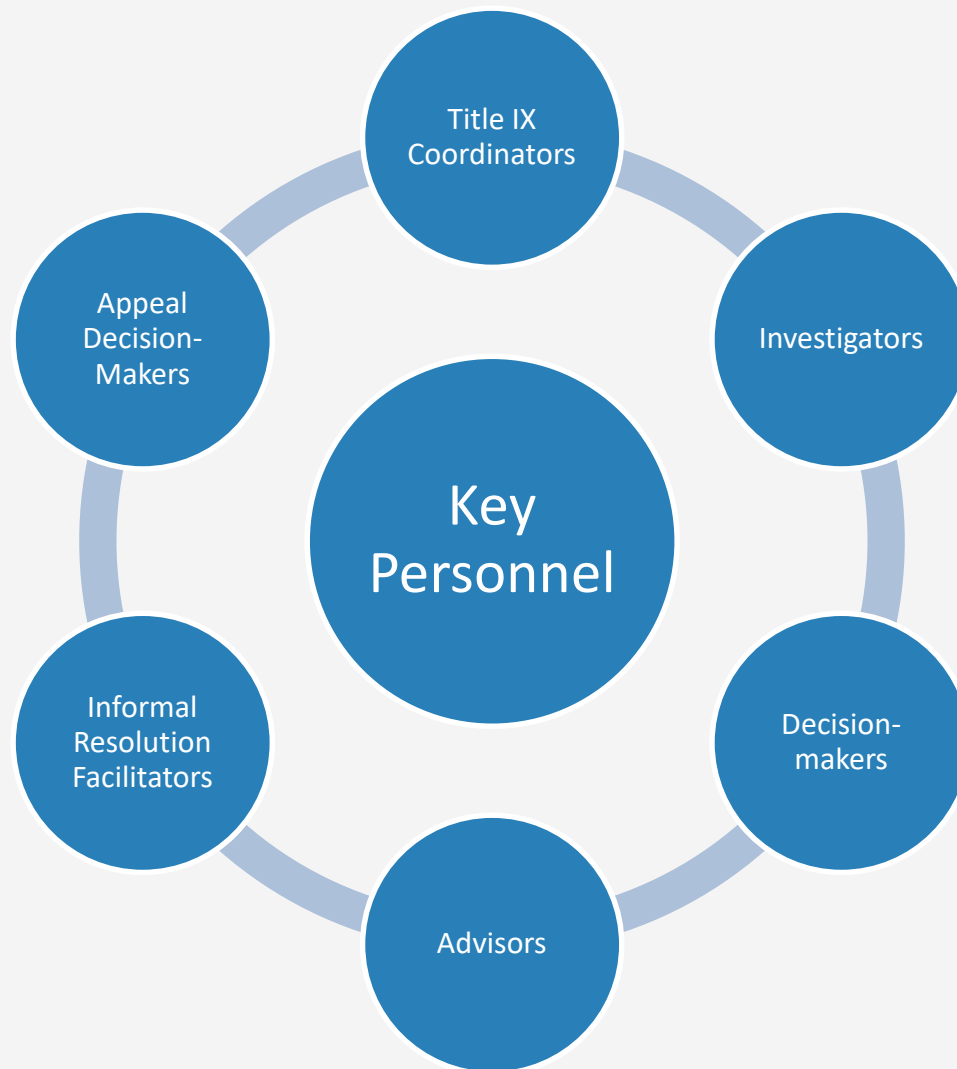 Title IX
Coordinators
Investigators
Decision-
makers
Advisors
Informal
Resolution
Facilitators
Appeal
Decision-
Makers
Key
Personnel